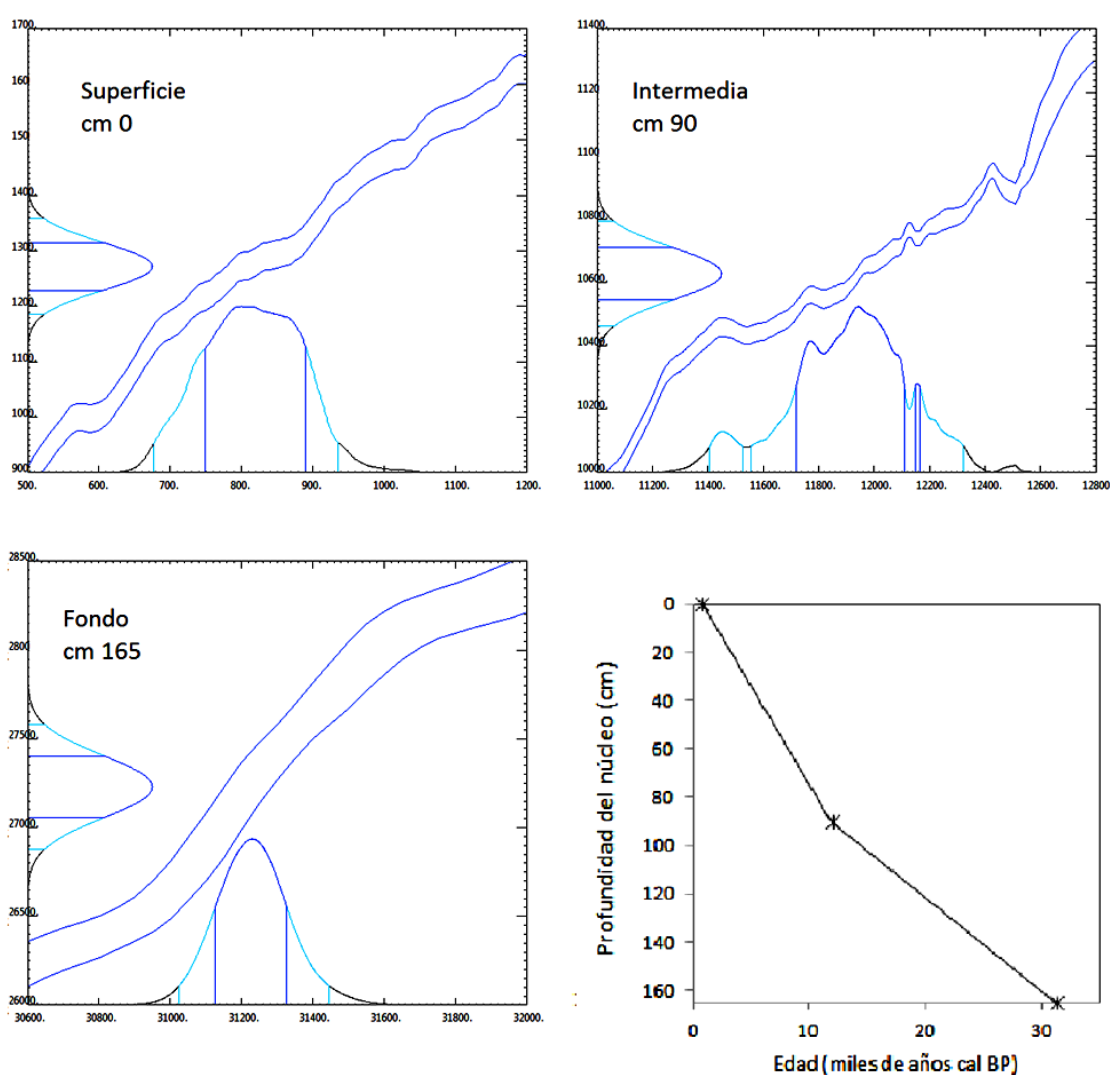 1700.
160
150
1400
1300
1200
1100
1000
900
500. 600. 700. 800. 900. 1000. 1100. 1200.
Superficie
cm 0
11400
1120
1100
10800
10600
10400
10200
10000
11000. 11200. 11400. 11600. 11800. 12000. 12200. 12400. 12600. 12800.
Intermedia
cm 90
28500.
2800
27500
27000
26500
26000
30600. 30800. 31000. 31200. 31400. 31600. 31800. 32000.
Fondo
cm 165
Profundidad del núcleo (cm)
0
20
40
60
80
100
120
140
160
0 10 20 30
Edad (miles de años cal BP)